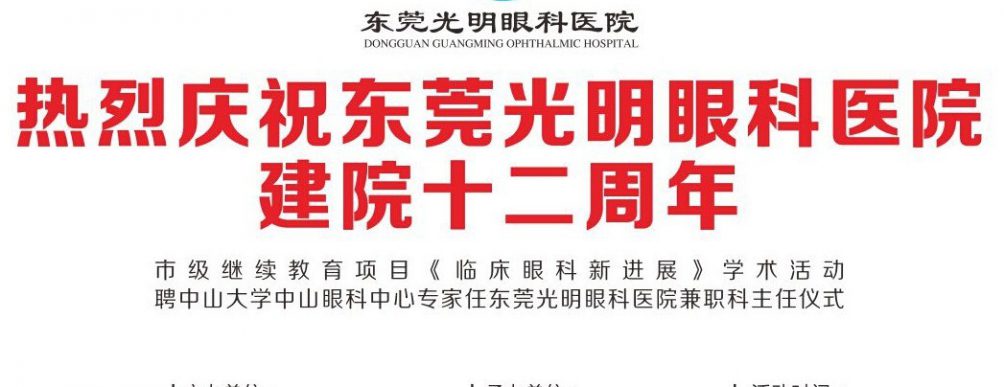 东莞光明眼科医院
DONGGUAN GUANGMING OPHTHALMIC HOSPITAL
热烈庆祝东莞光明眼科医院
建院十二周年
市级继续教育项目《临床眼科新进展》学术活动
聘中山大学中山眼科中心专家任东莞光明眼科医院兼职科主任仪式